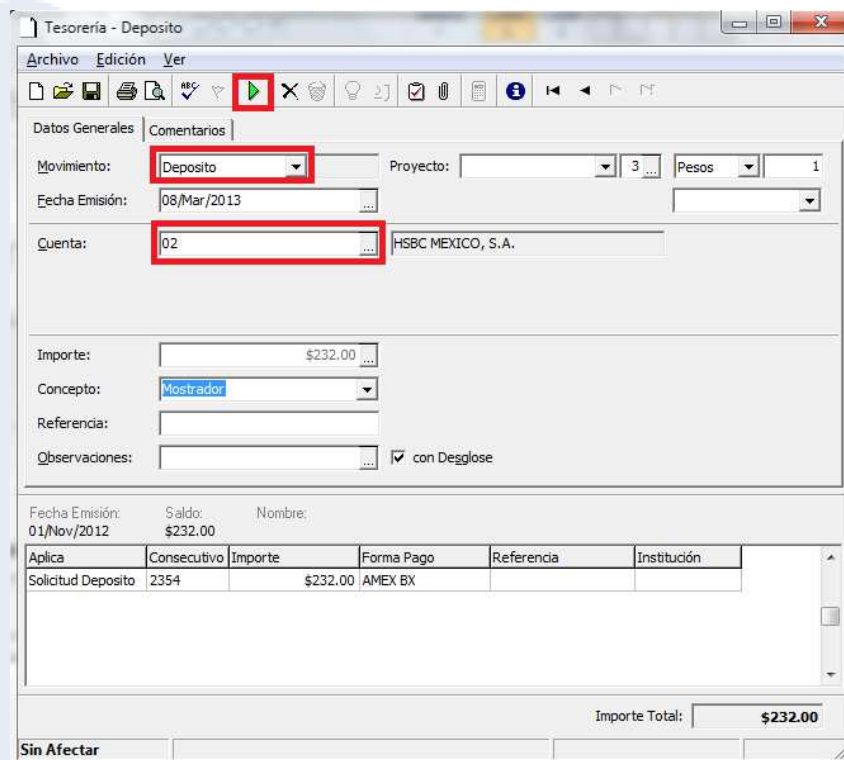 Tesorería - Deposito
Archivo Edición Ver
ABC
Datos Generales Comentarios
Movimiento: Deposito Proyecto: 3 ... Pesos 1
Fecha Emisión: 08/Mar/2013 ...
Cuenta: 02 ... HSBC MEXICO, S.A.
Importe: $232.00 ...
Concepto: Mostrador
Referencia:
Observaciones: ... con Desglose
Fecha Emisión: Saldo: Nombre:
01/Nov/2012 $232.00
Aplica Consecutivo Importe Forma Pago Referencia Institución
Solicitud Deposito 2354 $232.00 AMEX BX
Importe Total: $232.00
Sin Afectar